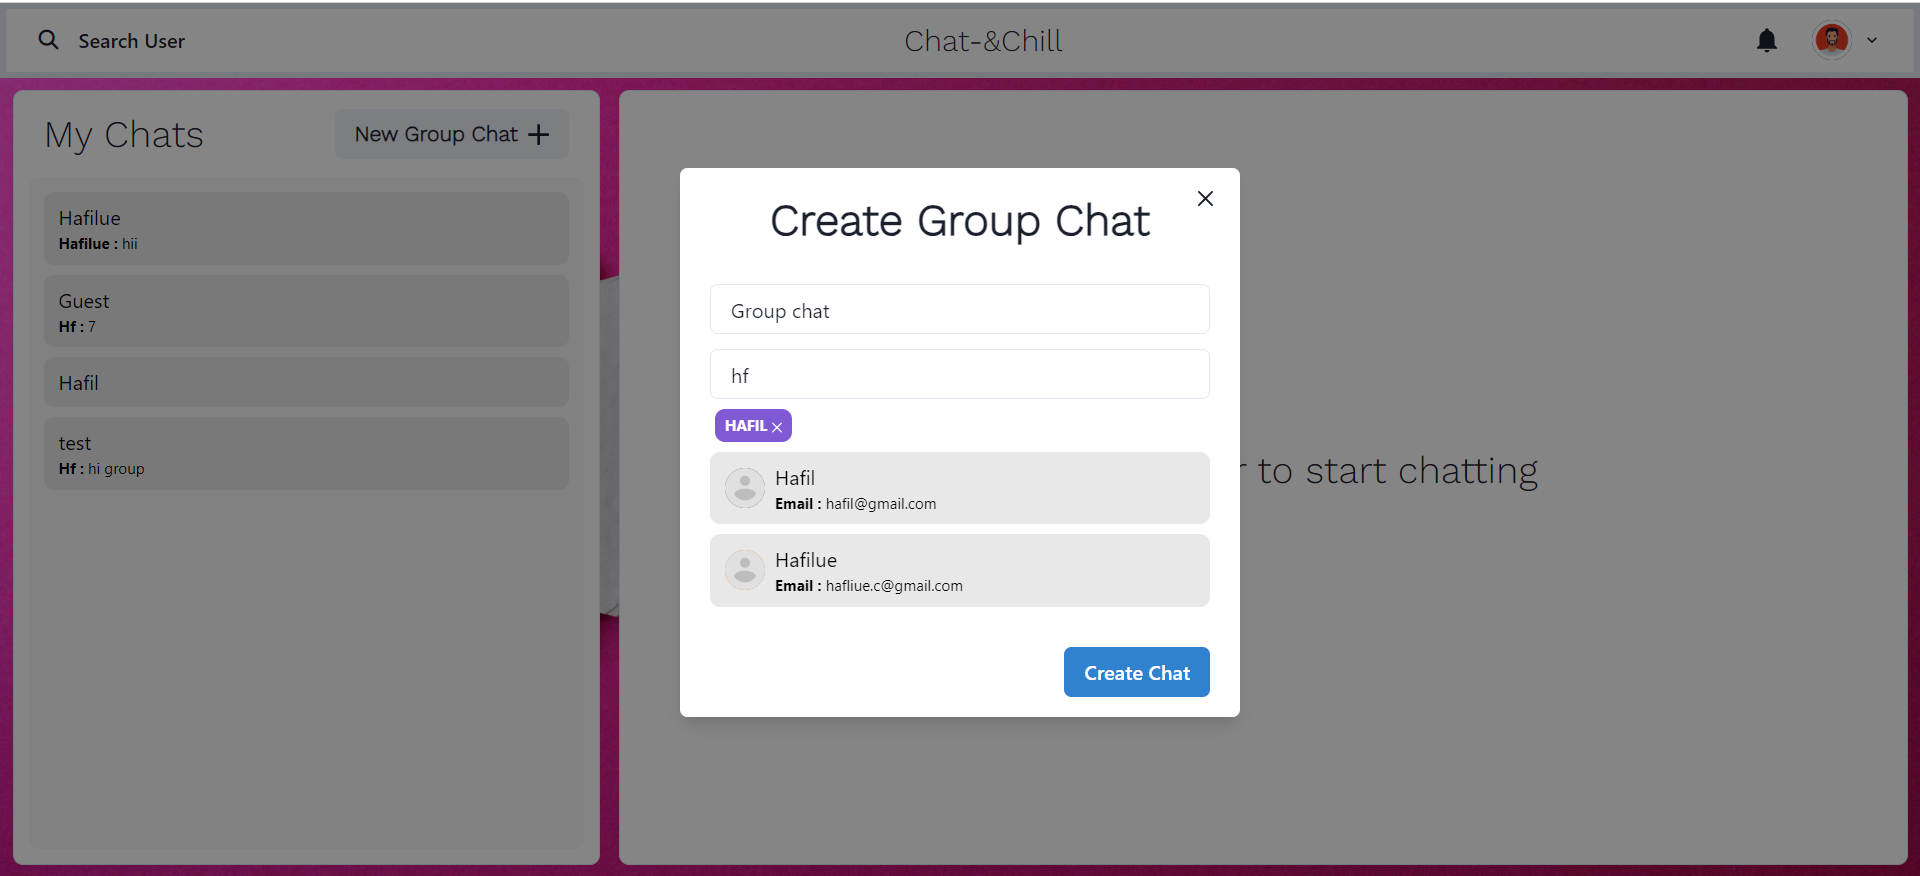 Search User
Chat-&Chill
My Chats
New Group Chat
Hafilue
Hafilue : hii
Guest
Hf : 7
Hafil
test
Hf : hi group
Create Group Chat
Group chat
hf
HAFIL
Hafil
Email : hafil@gmail.com
Hafilue
Email : hafliue.c@gmail.com
Create Chat
to start chatting